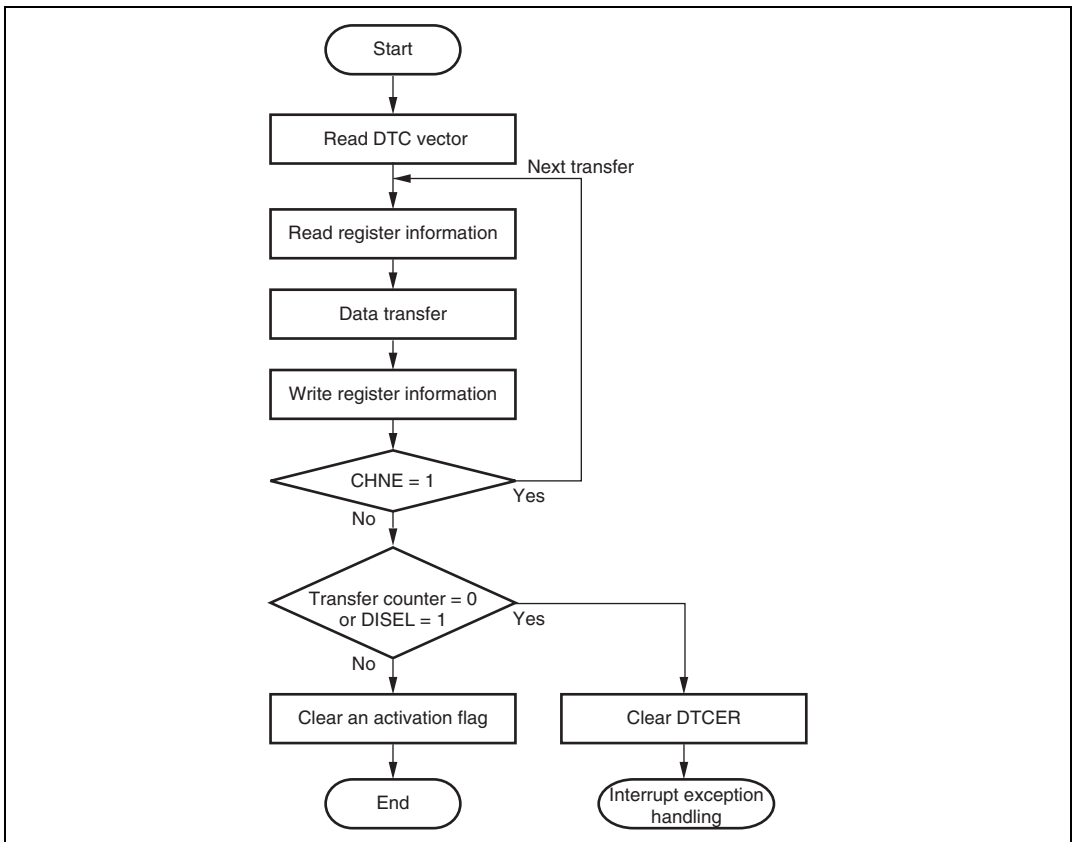 Start
Read DTC vector
Next transfer
Read register information
Data transfer
Write register information
CHNE = 1
Yes
No
Transfer counter = 0
or DISEL = 1
Yes
No
Clear an activation flag
Clear DTCER
End
Interrupt exception
handling